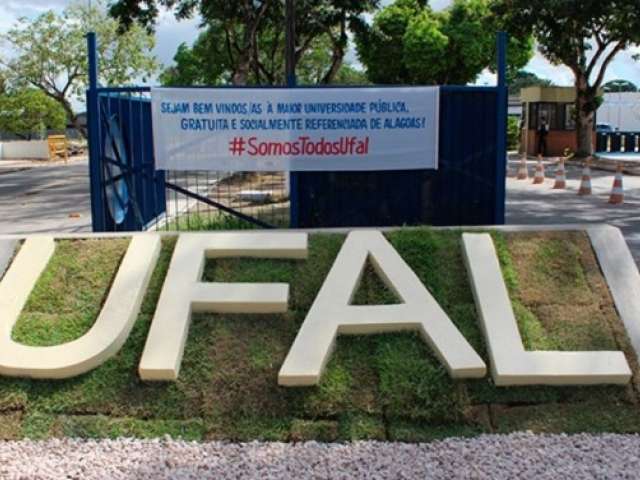 SEJAM BEM VINDOS/AS À MAIOR UNIVERSIDADE PÚBLICA,
GRATUITA E SOCIALMENTE REFERENCIADA DE ALAGOAS!
#SomosTodosUfal
UFAL